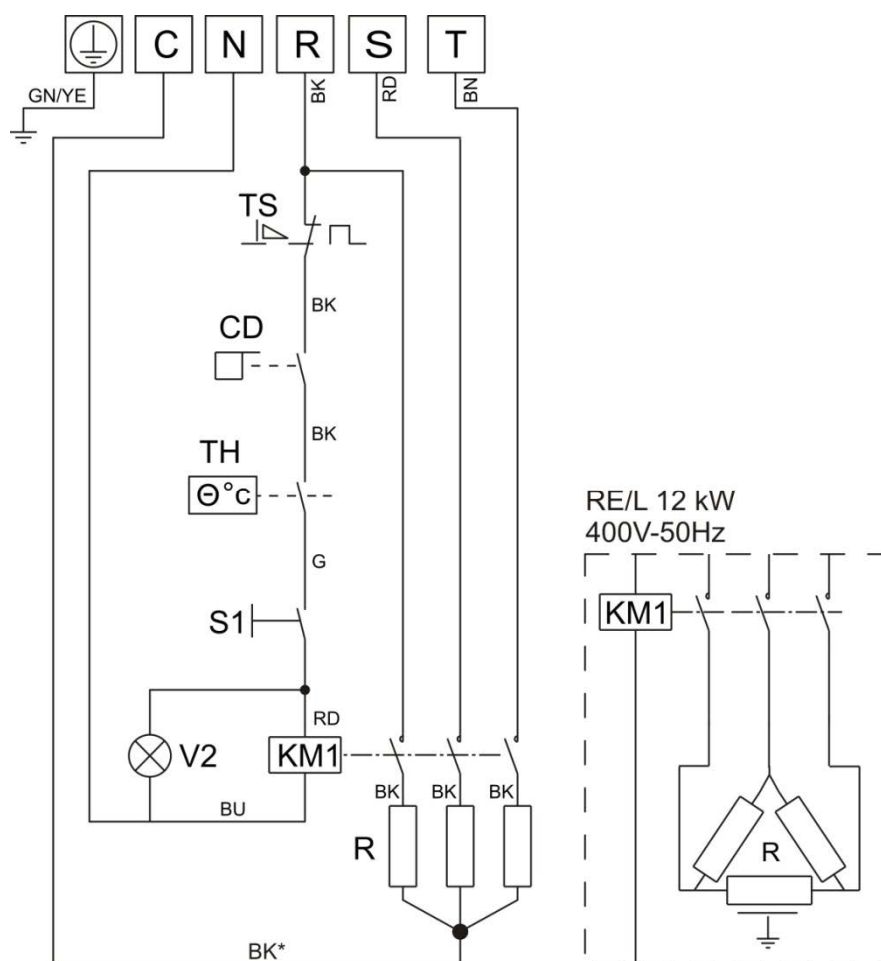 C N R S T
GN/YE
BK
RD
BN
TS
BK
CD
BK
TH
Θ°c
G
S1
RD
V2
KM1
BU
BK BK BK
R
BK*
RE/L 12 kW
400V-50Hz
KM1
R